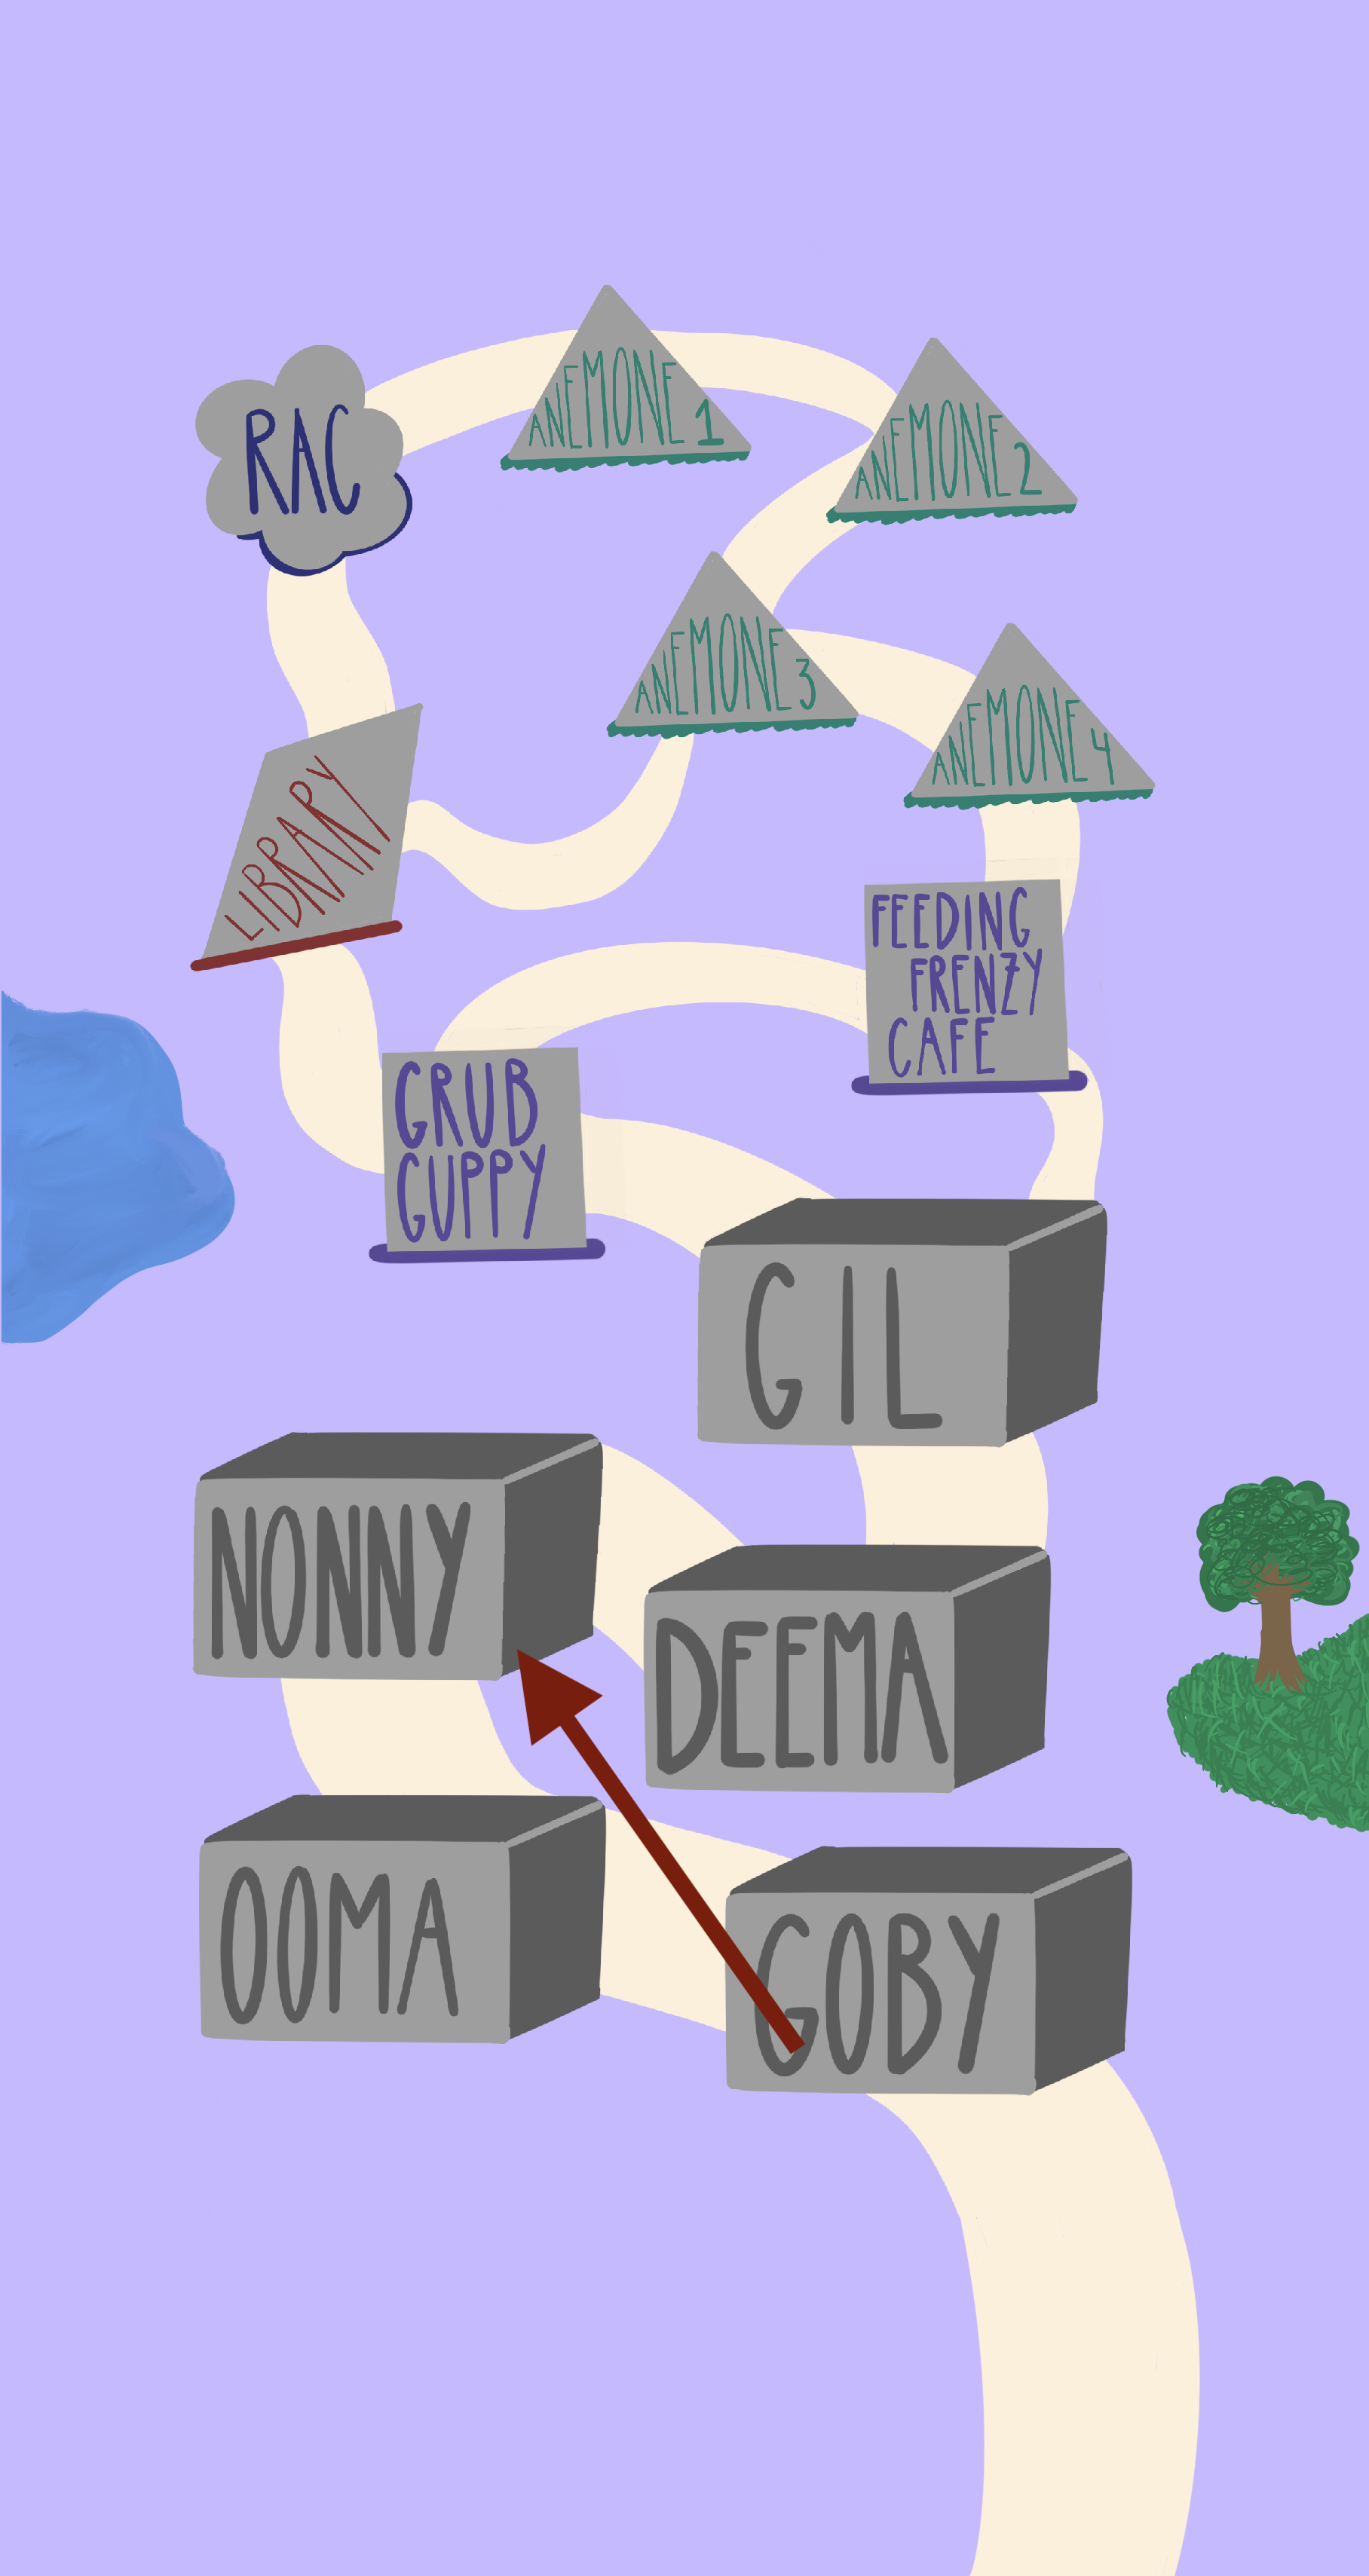 RAC
ANEMONE 1
ANEMONE 2
ANEMONE 3
ANEMONE 4
LIBRARY
FEEDING
FRENZY
CAFE
GRUB
GUPPY
GIL
NONNY
DEEMA
OOMA
GOBY